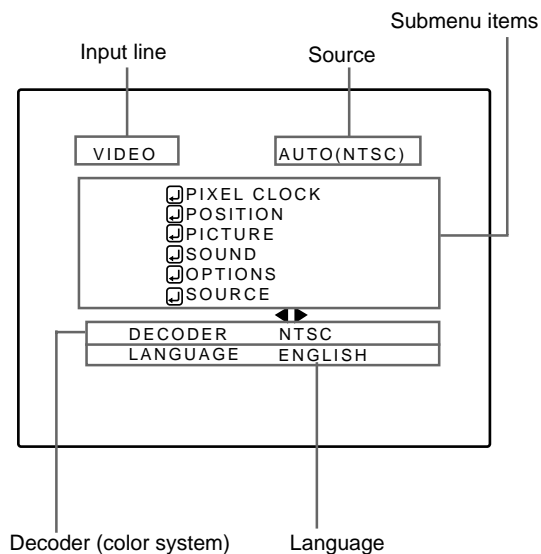 Submenu items
Input line Source
VIDEO AUTO(NTSC)
PIXEL CLOCK
POSITION
PICTURE
SOUND
OPTIONS
SOURCE
DECODER NTSC
LANGUAGE ENGLISH
Decoder (color system) Language